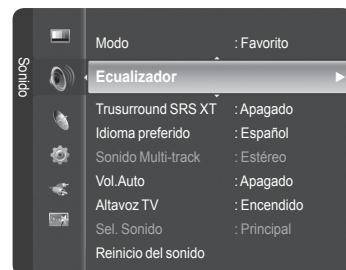 Sonido
Modo : Favorito
Ecualizador
Trusurround SRS XT : Apagado
Idioma preferido : Español
Sonido Multi-track : Estéreo
Vol.Auto : Apagado
Altavoz TV : Encendido
Sel. Sonido : Principal
Reinicio del sonido